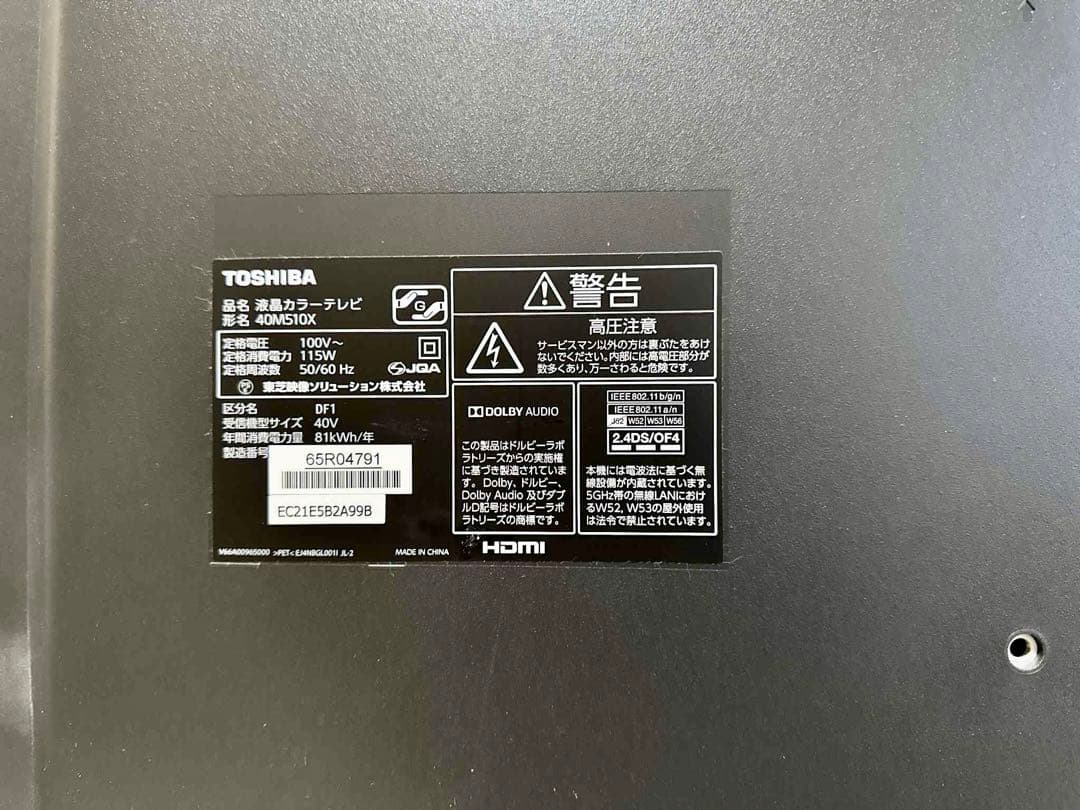 TOSHIBA
品名 液晶カラーテレビ
形名 40M510X
G
定格電圧 100V～
定格消費電力 115W
定格周波数 50/60 Hz
JQA
東芝映像ソリューション株式会社
区分名 DF1
受信機型サイズ 40V
年間消費電力量 81kWh/年
製造番号
65R04791
EC21E5B2A99B
V66A00985000 >PET< EJ4NBGL001I JL-2
MADE IN CHINA
警告
高圧注意
サービスマン以外の方は裏ぶたをあけ
ないでください。内部には高電圧部分が
数多くあり、万一さわると危険です。
DOLBY AUDIO
この製品はドルビーラボ
ラトリーズからの実施権
に基づき製造されていま
す。Dolby、ドルビー、
Dolby Audio 及びダブ
ルD記号はドルビーラボ
ラトリーズの商標です。
HDMI
IEEE802.11b/g/n
IEEE802.11a/n
J52 W52 W53 W56
2.4DS/OF4
本機には電波法に基づく無
線設備が内蔵されています。
5GHz帯の無線LANにおけ
るW52, W53の屋外使用
は法令で禁止されています。